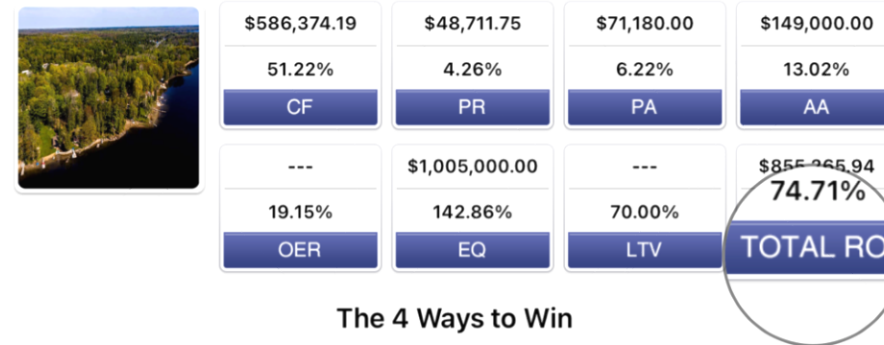 $586,374.19 $48,711.75 $71,180.00 $149,000.00
51.22% 4.26% 6.22% 13.02%
CF PR PA AA
--- $1,005,000.00 ---
19.15% 142.86% 70.00% 74.71%
OER EQ LTV TOTAL RO
The 4 Ways to Win